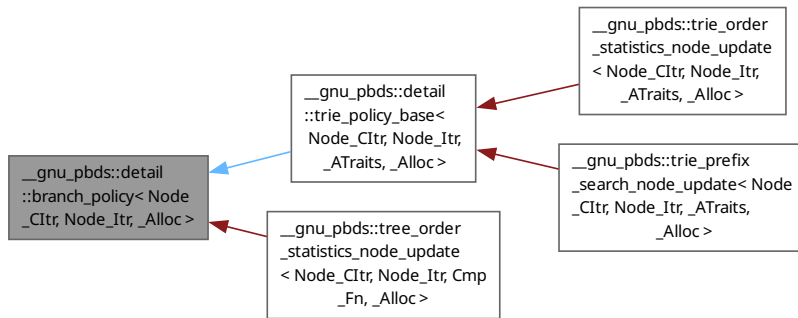 __gnu_pbds::trie_order
_statistics_node_update
< Node_CItr, Node_Itr,
_ATraits, _Alloc >
__gnu_pbds::detail
::trie_policy_base<
Node_CItr, Node_Itr,
_ATraits, _Alloc >
__gnu_pbds::trie_prefix
_search_node_update< Node
_CItr, Node_Itr, _ATraits,
_Alloc >
__gnu_pbds::detail
::branch_policy< Node
_CItr, Node_Itr, _Alloc >
__gnu_pbds::tree_order
_statistics_node_update
< Node_CItr, Node_Itr, Cmp
_Fn, _Alloc >